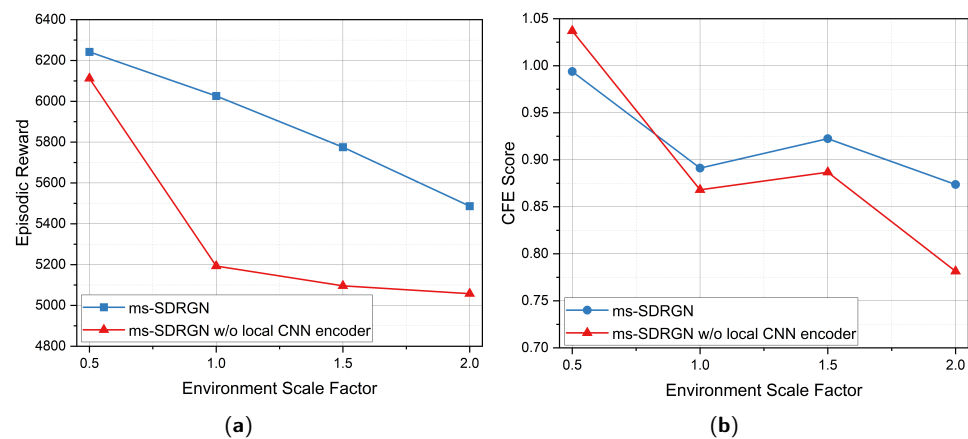 6400
6200
6000
5800
5600
5400
5200
5000
4800
Episodic Reward
ms-SDRGN
ms-SDRGN w/o local CNN encoder
0.5 1.0 1.5 2.0
Environment Scale Factor
(a)
1.05
1.00
0.95
0.90
0.85
0.80
0.75
0.70
CFE Score
ms-SDRGN
ms-SDRGN w/o local CNN encoder
0.5 1.0 1.5 2.0
Environment Scale Factor
(b)